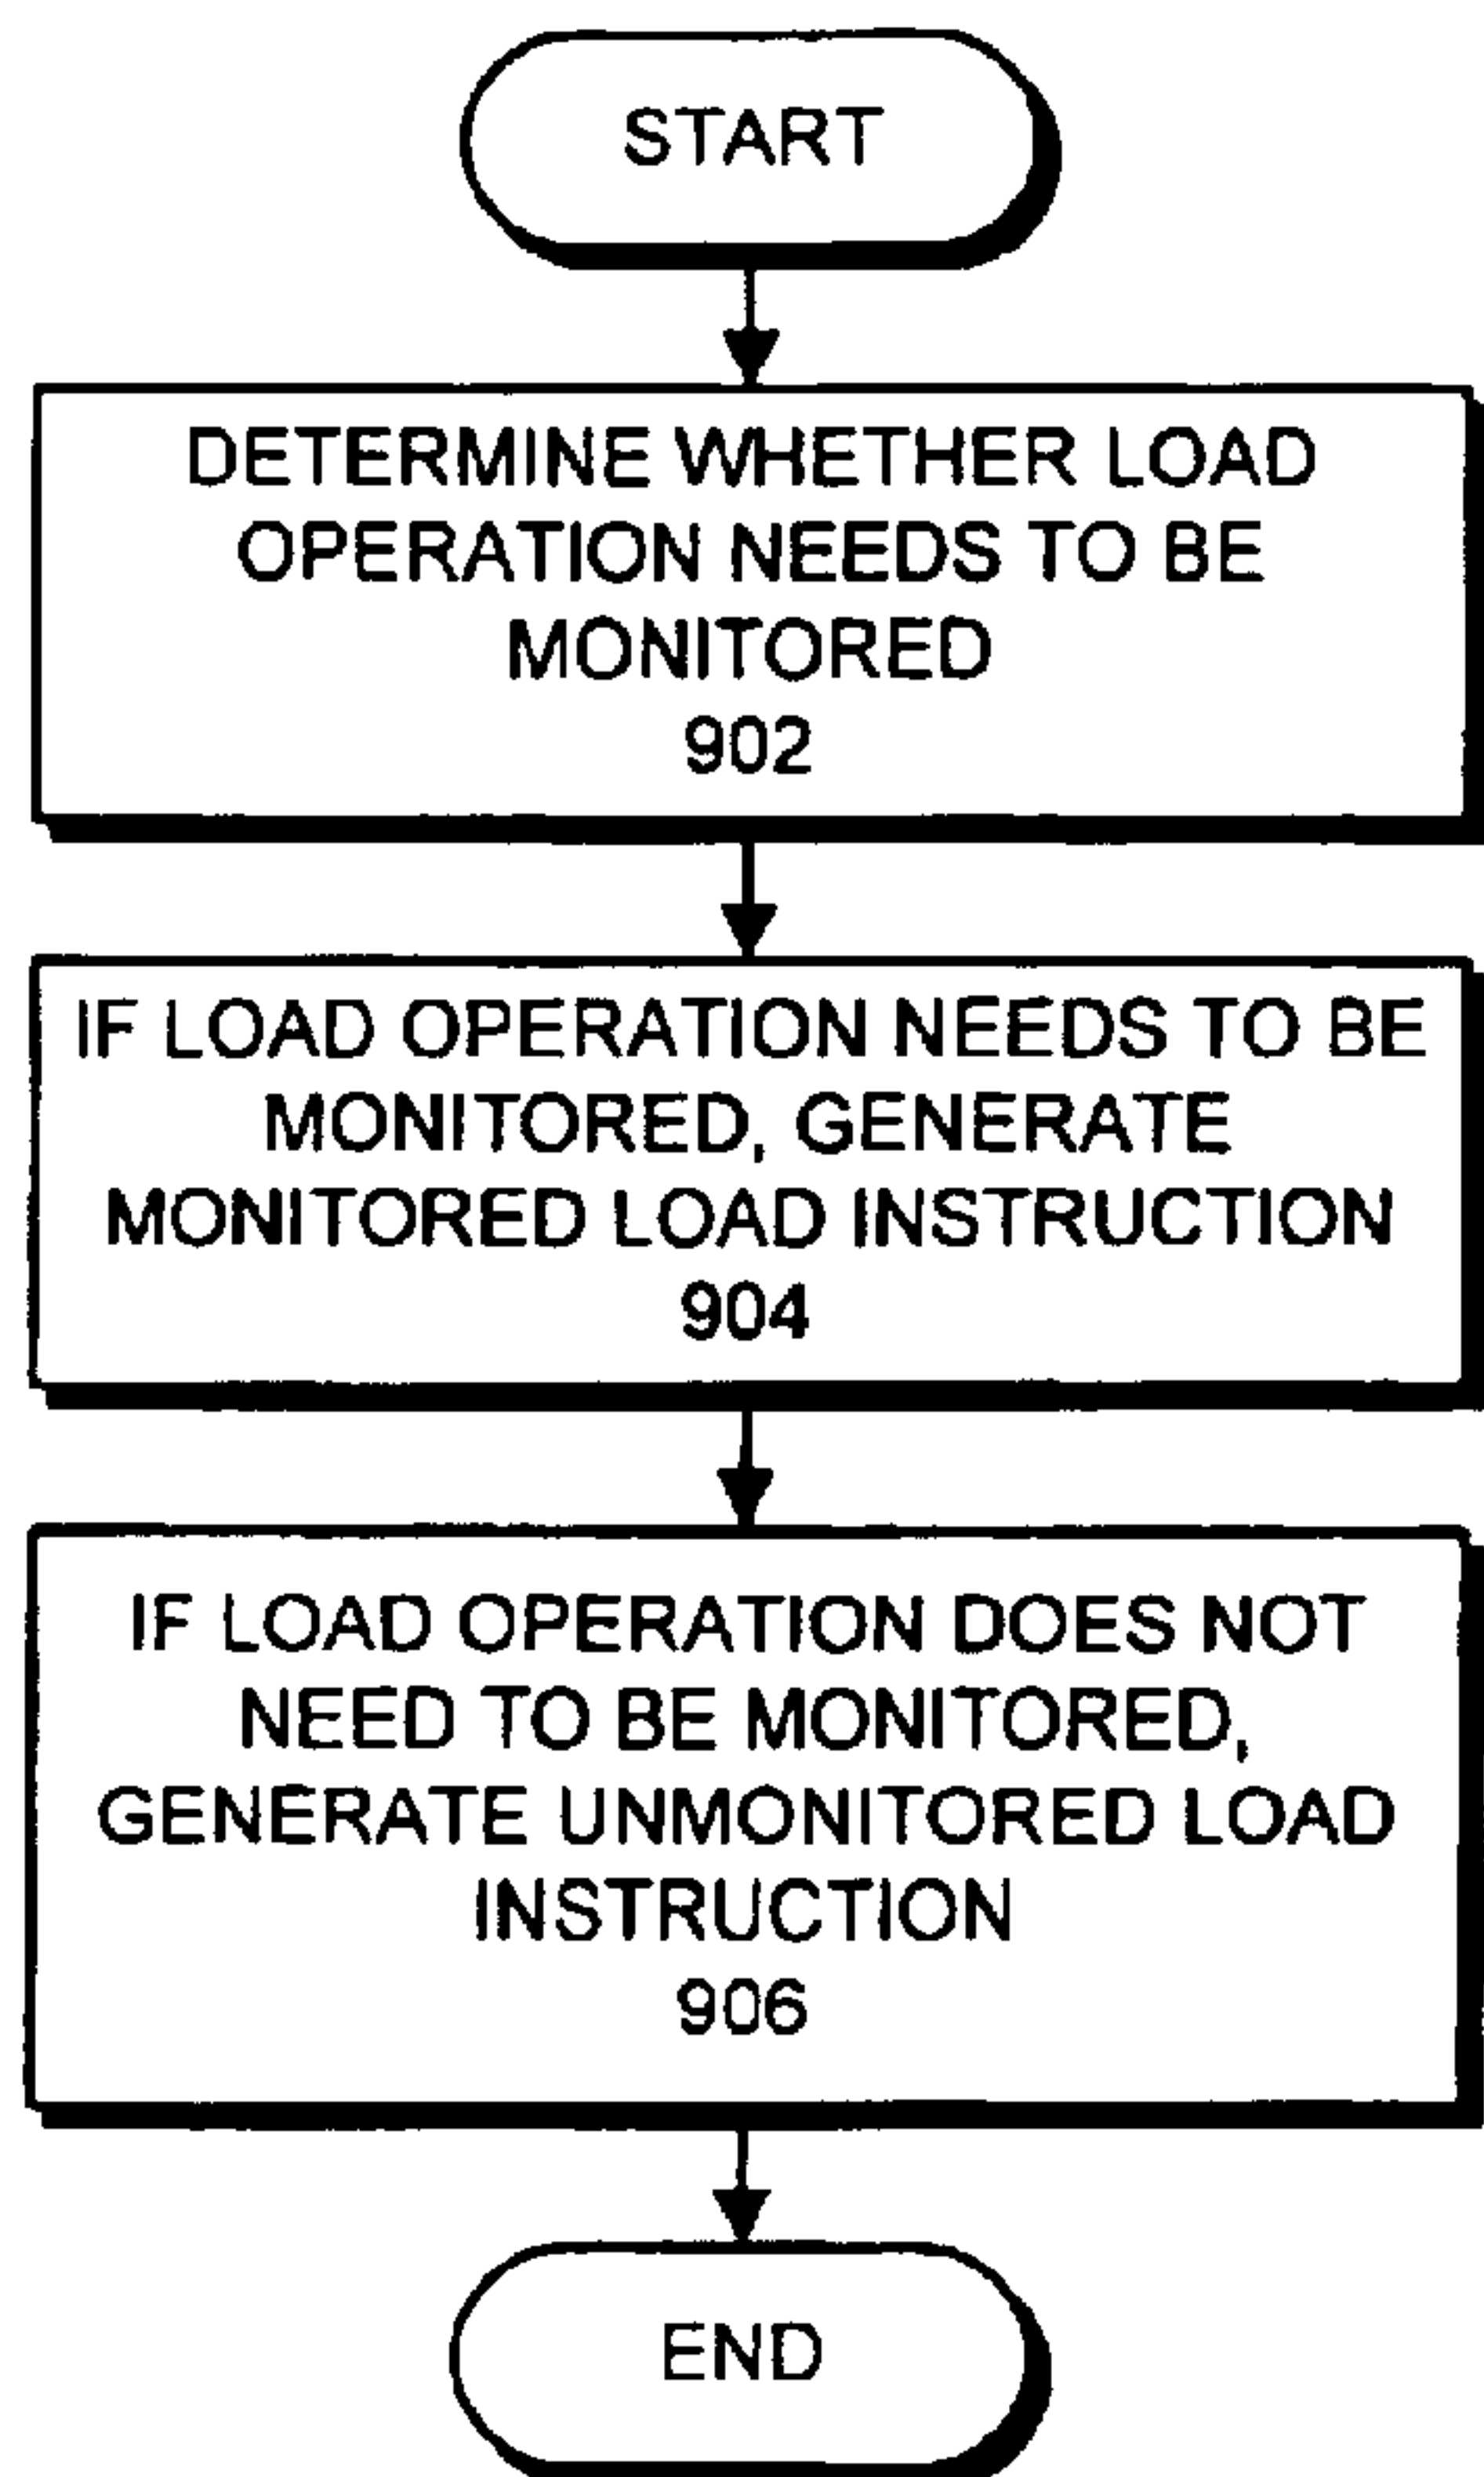 START
DETERMINE WHETHER LOAD
OPERATION NEEDS TO BE
MONITORED
902
IF LOAD OPERATION NEEDS TO BE
MONITORED, GENERATE
MONITORED LOAD INSTRUCTION
904
IF LOAD OPERATION DOES NOT
NEED TO BE MONITORED,
GENERATE UNMONITORED LOAD
INSTRUCTION
906
END